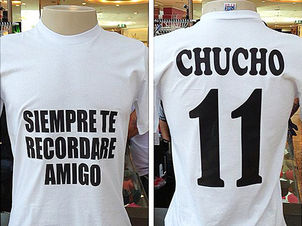 SIEMPRE TE
RECORDARE
AMIGO
CHUCHO
11